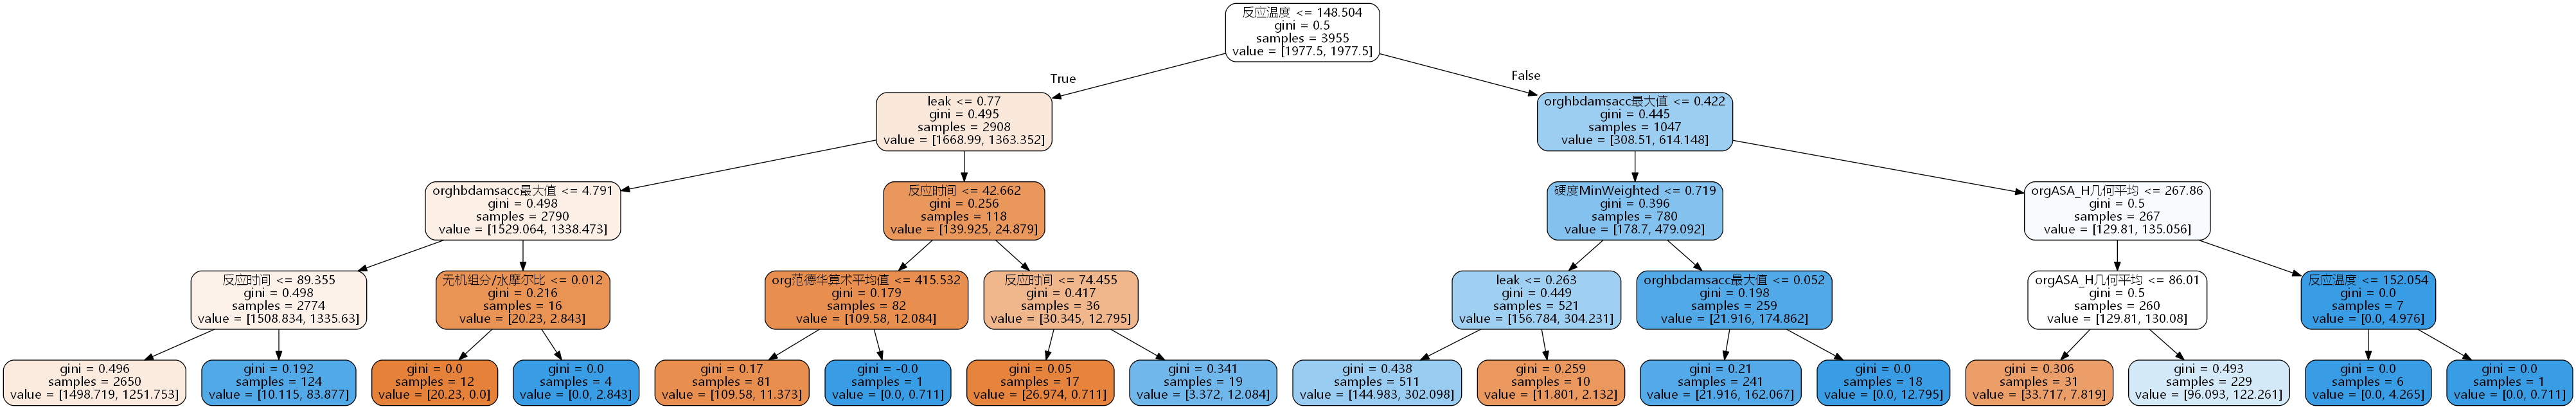 反应温度 <= 148.504
gini = 0.5
samples = 3955
value = [1977.5, 1977.5]
True
False
leak <= 0.77
gini = 0.495
samples = 2908
value = [1668.99, 1363.352]
orghbdamsacc最大值 <= 0.422
gini = 0.445
samples = 1047
value = [308.51, 614.148]
orghbdamsacc最大值 <= 4.791
gini = 0.498
samples = 2790
value = [1529.064, 1338.473]
反应时间 <= 42.662
gini = 0.256
samples = 118
value = [139.925, 24.879]
硬度MinWeighted <= 0.719
gini = 0.396
samples = 780
value = [178.7, 479.092]
orgASA_H几何平均 <= 267.86
gini = 0.5
samples = 267
value = [129.81, 135.056]
反应时间 <= 89.355
gini = 0.498
samples = 2774
value = [1508.834, 1335.63]
无机组分/水摩尔比 <= 0.012
gini = 0.216
samples = 16
value = [20.23, 2.843]
org范德华算术平均值 <= 415.532
gini = 0.179
samples = 82
value = [109.58, 12.084]
反应时间 <= 74.455
gini = 0.417
samples = 36
value = [30.345, 12.795]
leak <= 0.263
gini = 0.449
samples = 521
value = [156.784, 304.231]
orghbdamsacc最大值 <= 0.052
gini = 0.198
samples = 259
value = [21.916, 174.862]
orgASA_H几何平均 <= 86.01
gini = 0.5
samples = 260
value = [129.81, 130.08]
反应温度 <= 152.054
gini = 0.0
samples = 7
value = [0.0, 4.976]
gini = 0.496
samples = 2650
value = [1498.719, 1251.753]
gini = 0.192
samples = 124
value = [10.115, 83.877]
gini = 0.0
samples = 12
value = [20.23, 0.0]
gini = 0.0
samples = 4
value = [0.0, 2.843]
gini = 0.17
samples = 81
value = [109.58, 11.373]
gini = -0.0
samples = 1
value = [0.0, 0.711]
gini = 0.05
samples = 17
value = [26.974, 0.711]
gini = 0.341
samples = 19
value = [3.372, 12.084]
gini = 0.438
samples = 511
value = [144.983, 302.098]
gini = 0.259
samples = 10
value = [11.801, 2.132]
gini = 0.21
samples = 241
value = [21.916, 162.067]
gini = 0.0
samples = 18
value = [0.0, 12.795]
gini = 0.306
samples = 31
value = [33.717, 7.819]
gini = 0.493
samples = 229
value = [96.093, 122.261]
gini = 0.0
samples = 6
value = [0.0, 4.265]
gini = 0.0
samples = 1
value = [0.0, 0.711]